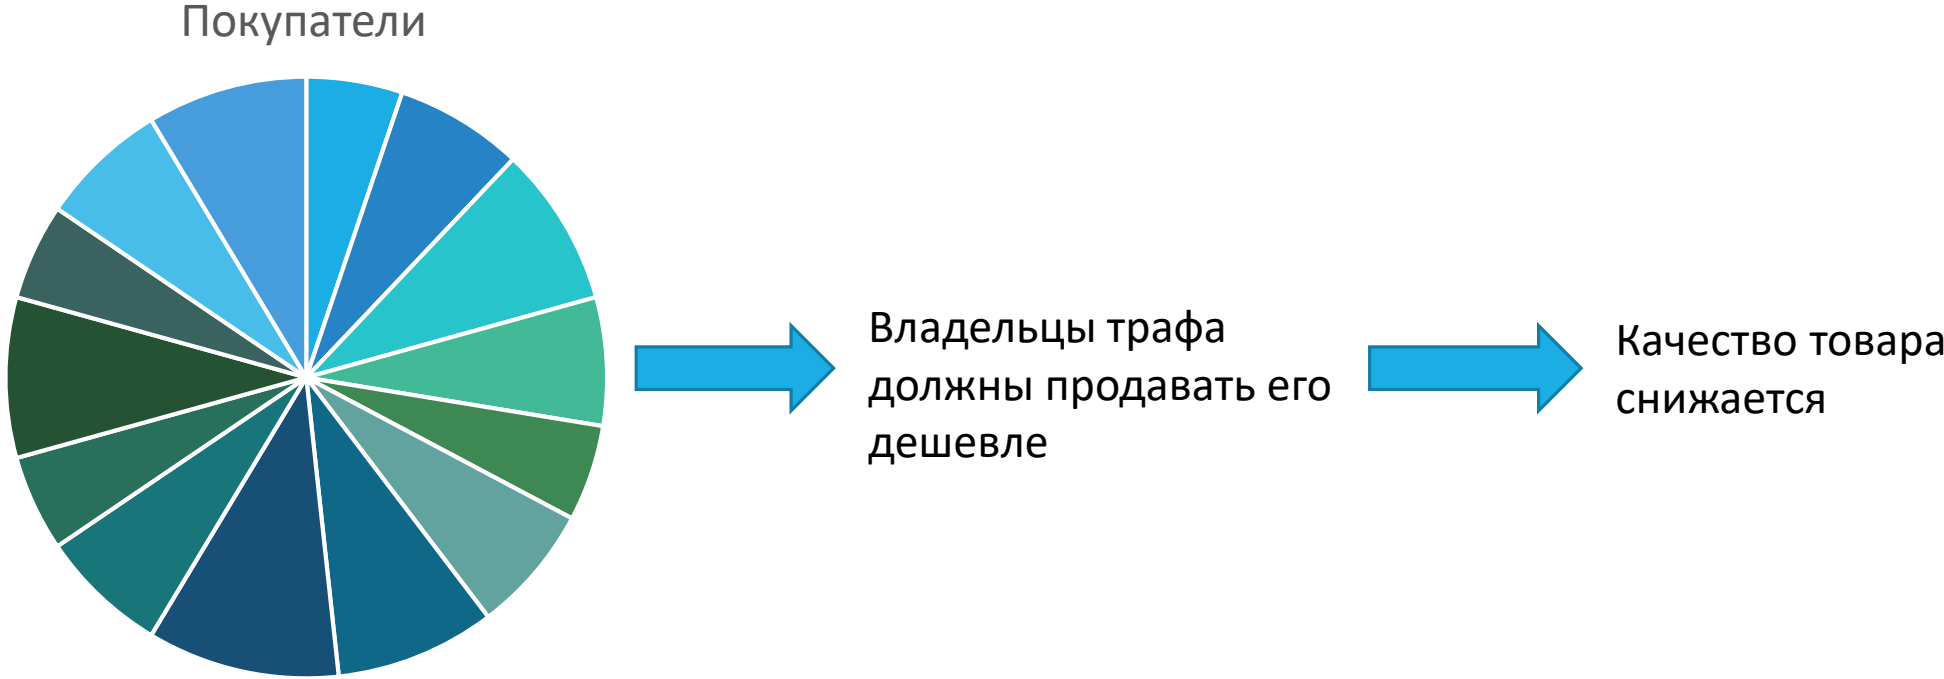 Покупатели
Владельцы трафа
должны продавать его
дешевле
Качество товара
снижается